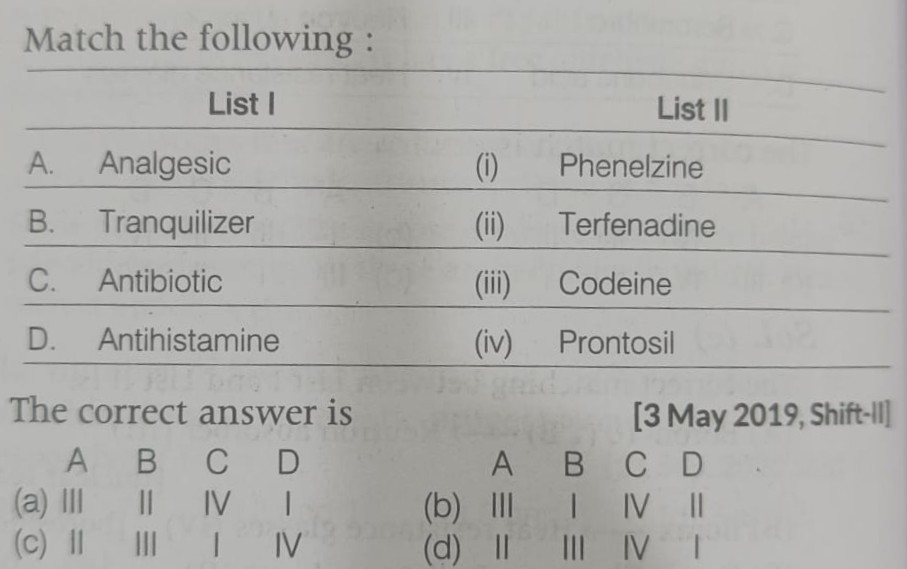 Match the following :
List I List II
A. Analgesic (i) Phenelzine
B. Tranquilizer (ii) Terfenadine
C. Antibiotic (iii) Codeine
D. Antihistamine (iv) Prontosil
The correct answer is [3 May 2019, Shift-II]
A B C D A B C D
(a) III II IV I (b) III I IV II
(c) II III I IV (d) II III IV I